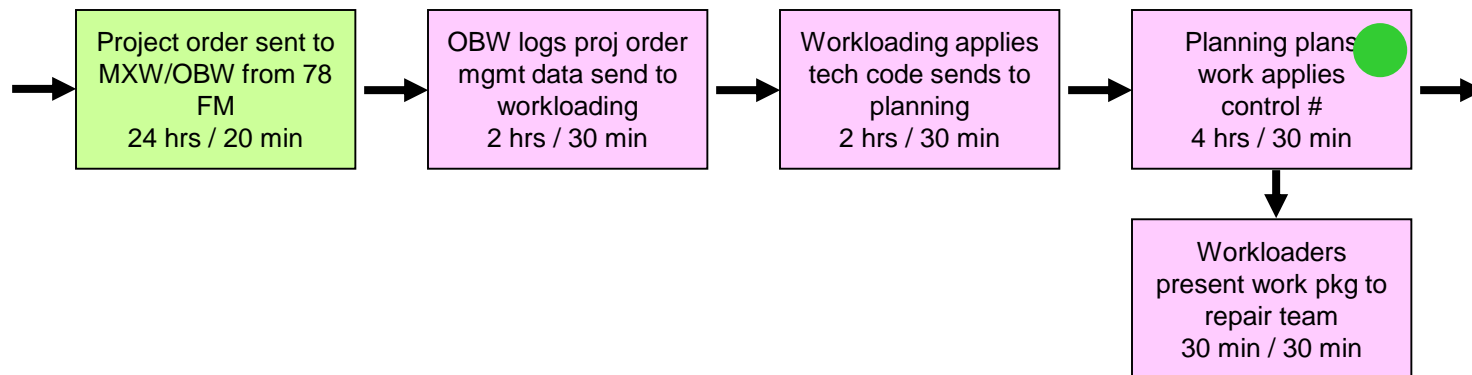 Project order sent to
MXW/OBW from 78
FM
24 hrs / 20 min
OBW logs proj order
mgmt data send to
workloading
2 hrs / 30 min
Workloading applies
tech code sends to
planning
2 hrs / 30 min
Planning plans
work applies
control #
4 hrs / 30 min
Workloaders
present work pkg to
repair team
30 min / 30 min